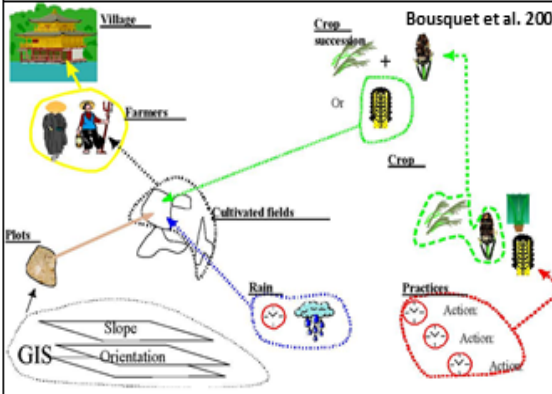 Village
Crop
succession
Bousquet et al. 200
+
Or
Farmers
Crop
Cultivated fields
Plots
Rain
Practices
Action:
Action:
Action:
Slope
Orientation
GIS